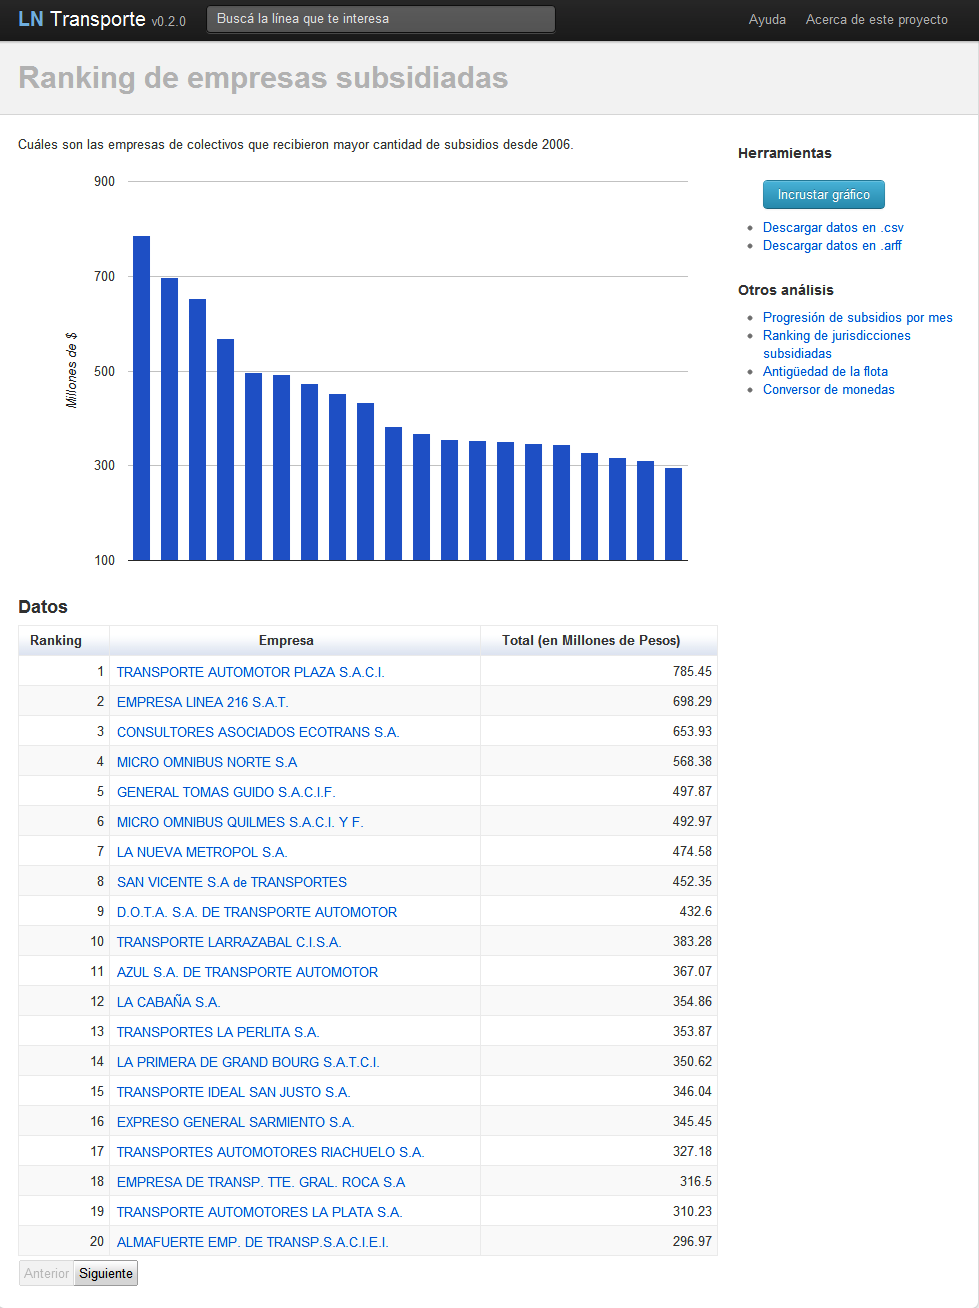 LN Transporte v0.2.0
Buscá la línea que te interesa
Ayuda
Acerca de este proyecto
Ranking de empresas subsidiadas
Cuáles son las empresas de colectivos que recibieron mayor cantidad de subsidios desde 2006.
900
700
500
300
100
Millones de $
Herramientas
Incrustar gráfico
Descargar datos en .csv
Descargar datos en .arff
Otros análisis
Progresión de subsidios por mes
Ranking de jurisdicciones
subsidiadas
Antigüedad de la flota
Conversor de monedas
Datos
Ranking Empresa Total (en Millones de Pesos)
1 TRANSPORTE AUTOMOTOR PLAZA S.A.C.I. 785.45
2 EMPRESA LINEA 216 S.A.T. 698.29
3 CONSULTORES ASOCIADOS ECOTRANS S.A. 653.93
4 MICRO OMNIBUS NORTE S.A 568.38
5 GENERAL TOMAS GUIDO S.A.C.I.F. 497.87
6 MICRO OMNIBUS QUILMES S.A.C.I. Y F. 492.97
7 LA NUEVA METROPOL S.A. 474.58
8 SAN VICENTE S.A de TRANSPORTES 452.35
9 D.O.T.A. S.A. DE TRANSPORTE AUTOMOTOR 432.6
10 TRANSPORTE LARRAZABAL C.I.S.A. 383.28
11 AZUL S.A. DE TRANSPORTE AUTOMOTOR 367.07
12 LA CABAÑA S.A. 354.86
13 TRANSPORTES LA PERLITA S.A. 353.87
14 LA PRIMERA DE GRAND BOURG S.A.T.C.I. 350.62
15 TRANSPORTE IDEAL SAN JUSTO S.A. 346.04
16 EXPRESO GENERAL SARMIENTO S.A. 345.45
17 TRANSPORTES AUTOMOTORES RIACHUELO S.A. 327.18
18 EMPRESA DE TRANSP. TTE. GRAL. ROCA S.A 316.5
19 TRANSPORTE AUTOMOTORES LA PLATA S.A. 310.23
20 ALMAFUERTE EMP. DE TRANSP.S.A.C.I.E.I. 296.97
Anterior Siguiente